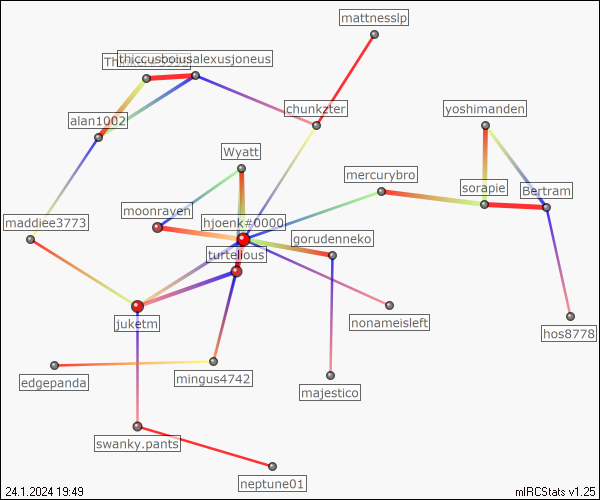 mattnesslp
thiccusboiusalexusjoneus
chunkzter
yoshimanden
alan1002
Wyatt
mercurybro
sorapie
Bertram
moonraven
maddiee3773
hjoenk#0000
gorudenneko
turtelious
juketm
nonameisleft
hos8778
edgepanda
mingus4742
majestico
swanky.pants
neptune01
24.1.2024 19:49
mIRCStats v1.25